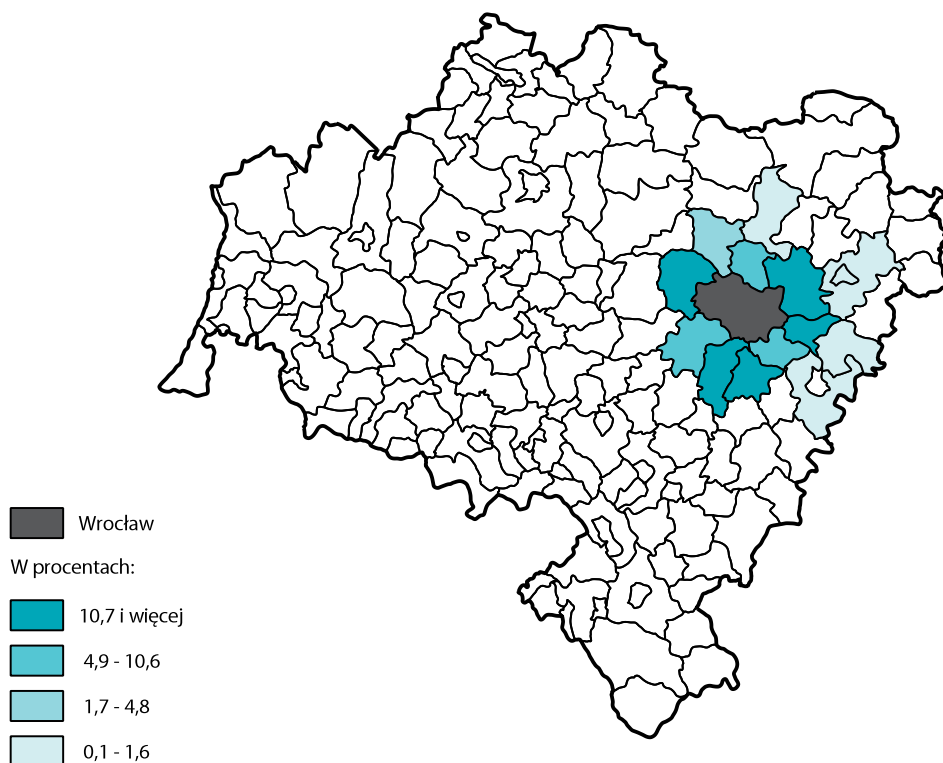 Wrocław
W procentach:
10,7 i więcej
4,9 - 10,6
1,7 - 4,8
0,1 - 1,6